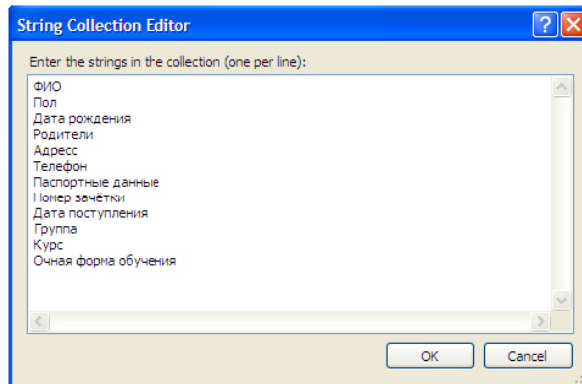 String Collection Editor
Enter the strings in the collection (one per line):
ФИО
Пол
Дата рождения
Родители
Адресс
Телефон
Паспортные данные
Номер зачётки
Дата поступления
Группа
Курс
Очная форма обучения
OK Cancel